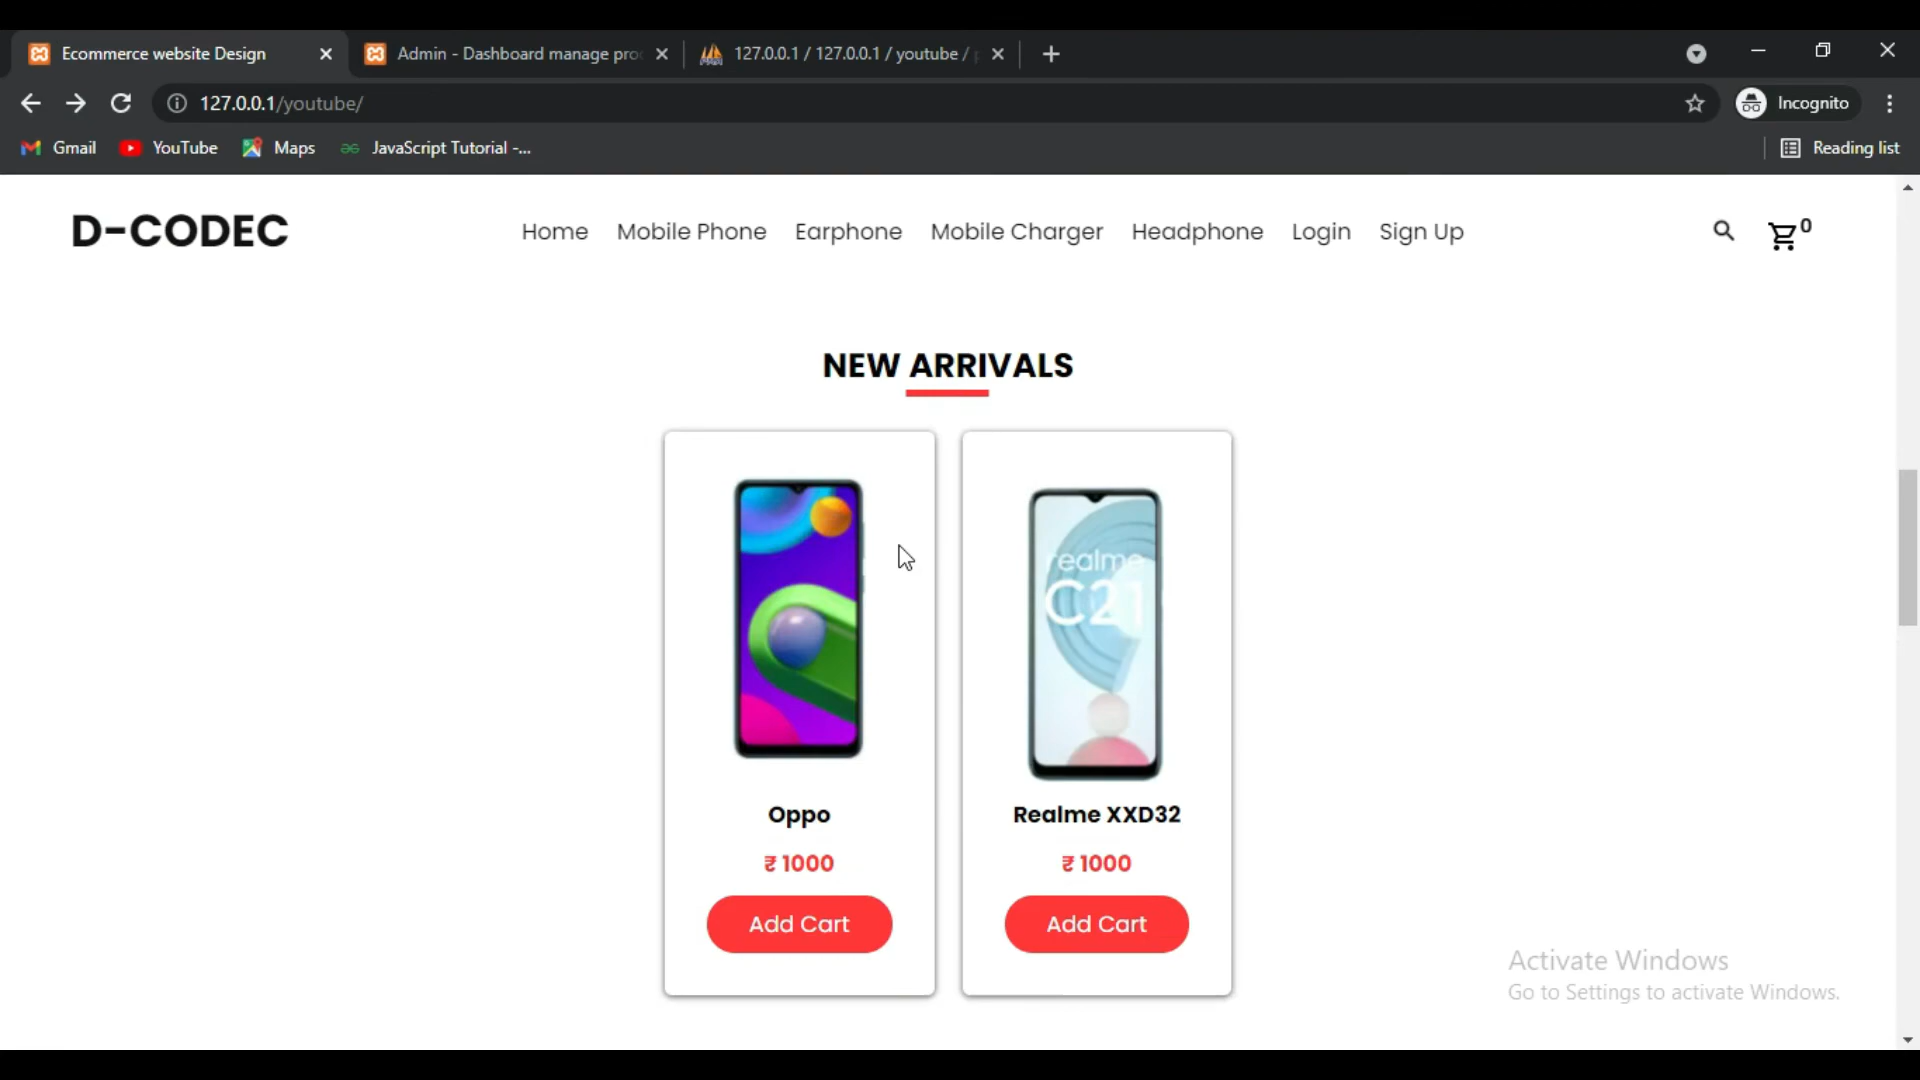 Ecommerce website Design
Admin - Dashboard manage pro
127.0.0.1 / 127.0.0.1 / youtube /
127.0.0.1/youtube/
Incognito
Gmail YouTube Maps JavaScript Tutorial -... Reading list
D-CODEC
Home Mobile Phone Earphone Mobile Charger Headphone Login Sign Up
0
NEW ARRIVALS
realme
C21
Oppo
Realme XXD32
₹ 1000
₹ 1000
Add Cart
Add Cart
Activate Windows
Go to Settings to activate Windows.